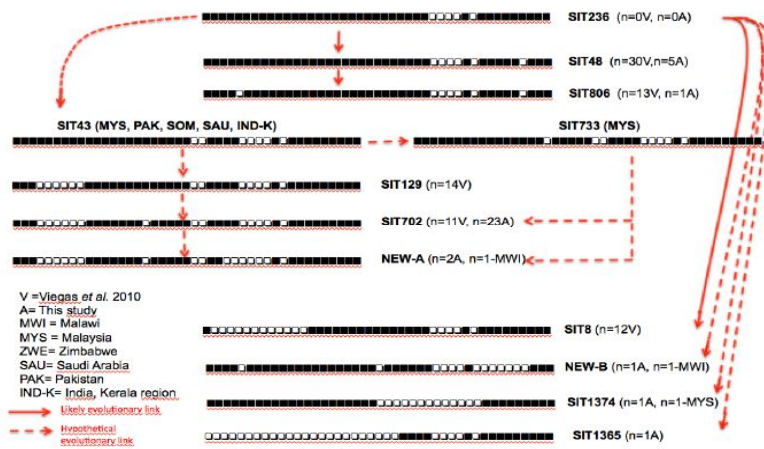 SIT236 (n=0V, n=0A)
SIT48 (n=30V,n=5A)
SIT806 (n=13V, n=1A)
SIT43 (MYS, PAK, SOM, SAU, IND-K)
SIT733 (MYS)
SIT129 (n=14V)
SIT702 (n=11V, n=23A)
NEW-A (n=2A, n=1-MWI)
V =Viegas et al. 2010
A= This study
MWI = Malawi
MYS = Malaysia
ZWE = Zimbabwe
SAU= Saudi Arabia
PAK= Pakistan
IND-K= India, Kerala region
Likely evolutionary link
Hypothetical
evolutionary link
SIT8 (n=12V)
NEW-B (n=1A, n=1-MWI)
SIT1374 (n=1A, n=1-MYS)
SIT1365 (n=1A)